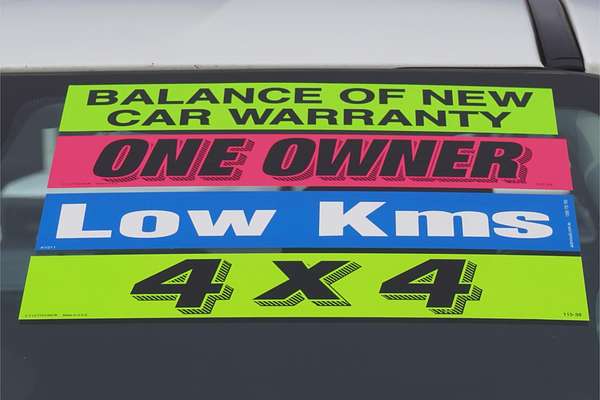 BALANCE OF NEW
CAR WARRANTY
ONE OWNER
Low Kms
4 x 4